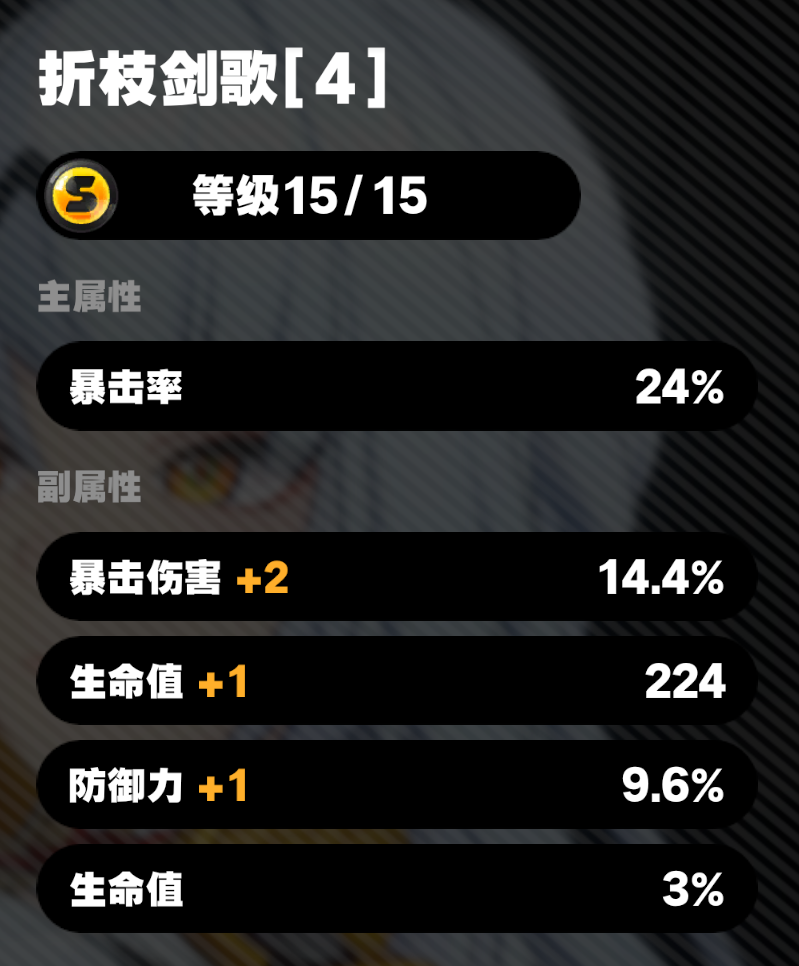 折枝剑歌[4]
S 等级15/15
主属性
暴击率 24%
副属性
暴击伤害 +2 14.4%
生命值 +1 224
防御力 +1 9.6%
生命值 3%